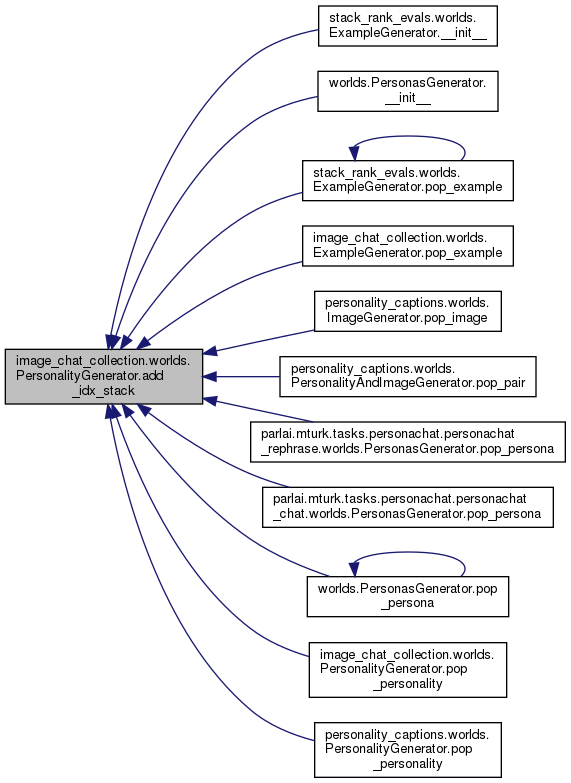 stack_rank_evals.worlds.
ExampleGenerator.__init__
worlds.PersonasGenerator.
__init__
stack_rank_evals.worlds.
ExampleGenerator.pop_example
image_chat_collection.worlds.
ExampleGenerator.pop_example
personality_captions.worlds.
ImageGenerator.pop_image
image_chat_collection.worlds.
PersonalityGenerator.add
_idx_stack
personality_captions.worlds.
PersonalityAndImageGenerator.pop_pair
parlai.mturk.tasks.personachat.personachat
_rephrase.worlds.PersonasGenerator.pop_persona
parlai.mturk.tasks.personachat.personachat
_chat.worlds.PersonasGenerator.pop_persona
worlds.PersonasGenerator.pop
_persona
image_chat_collection.worlds.
PersonalityGenerator.pop
_personality
personality_captions.worlds.
PersonalityGenerator.pop
_personality